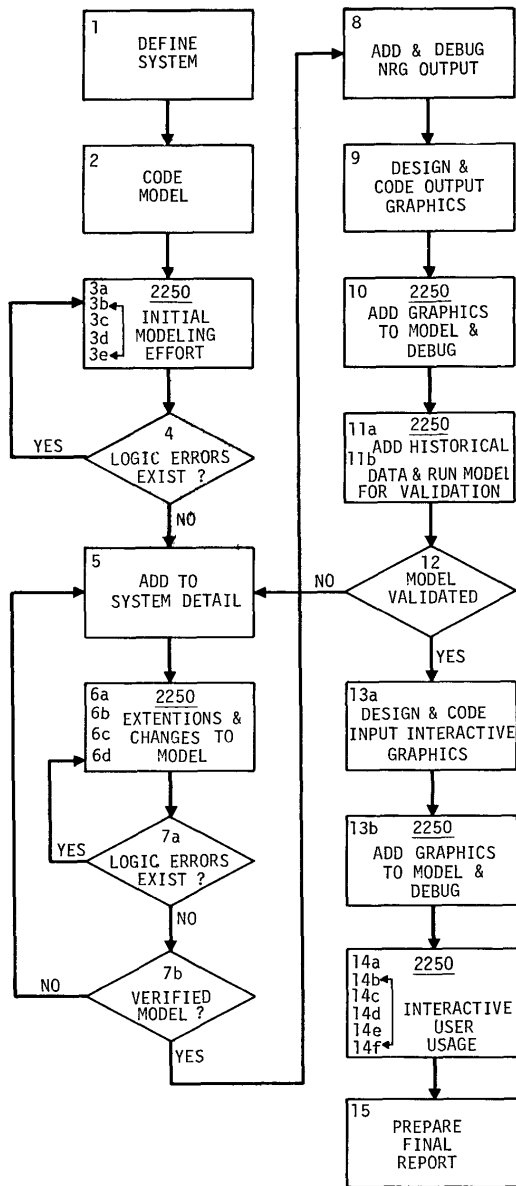 1
DEFINE
SYSTEM
2
CODE
MODEL
3a
3b
3c
3d
3e
2250
INITIAL
MODELING
EFFORT
4
LOGIC ERRORS
EXIST ?
YES
NO
5
ADD TO
SYSTEM DETAIL
6a
6b
6c
6d
2250
EXTENTIONS &
CHANGES TO
MODEL
7a
LOGIC ERRORS
EXIST ?
YES
NO
7b
VERIFIED
MODEL ?
NO
YES
8
ADD & DEBUG
NRG OUTPUT
9
DESIGN &
CODE OUTPUT
GRAPHICS
10
2250
ADD GRAPHICS
TO MODEL &
DEBUG
11a
11b
2250
ADD HISTORICAL
DATA & RUN MODEL
FOR VALIDATION
12
MODEL
VALIDATED
NO
YES
13a
DESIGN & CODE
INPUT INTERACTIVE
GRAPHICS
13b
2250
ADD GRAPHICS
TO MODEL &
DEBUG
14a
14b
14c
14d
14e
14f
2250
INTERACTIVE
USER
USAGE
15
PREPARE
FINAL
REPORT